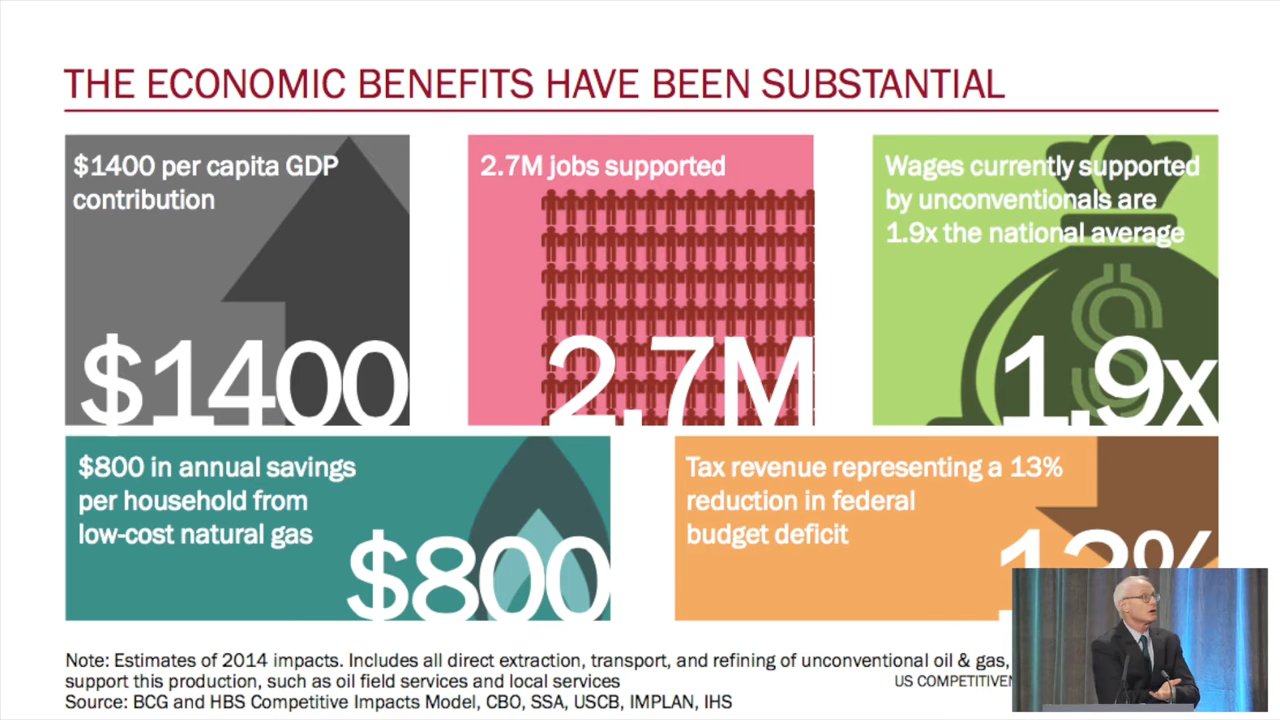 THE ECONOMIC BENEFITS HAVE BEEN SUBSTANTIAL
$1400 per capita GDP
contribution
$1400
2.7M jobs supported
2.7M
Wages currently supported
by unconventionals are
1.9x the national average
$
1.9x
$800 in annual savings
per household from
low-cost natural gas
$800
Tax revenue representing a 13%
reduction in federal
budget deficit
13%
Note: Estimates of 2014 impacts. Includes all direct extraction, transport, and refining of unconventional oil & gas,
support this production, such as oil field services and local services
US
Source: BCG and HBS Competitive Impacts Model, CBO, SSA, USCB, IMPLAN, IHS